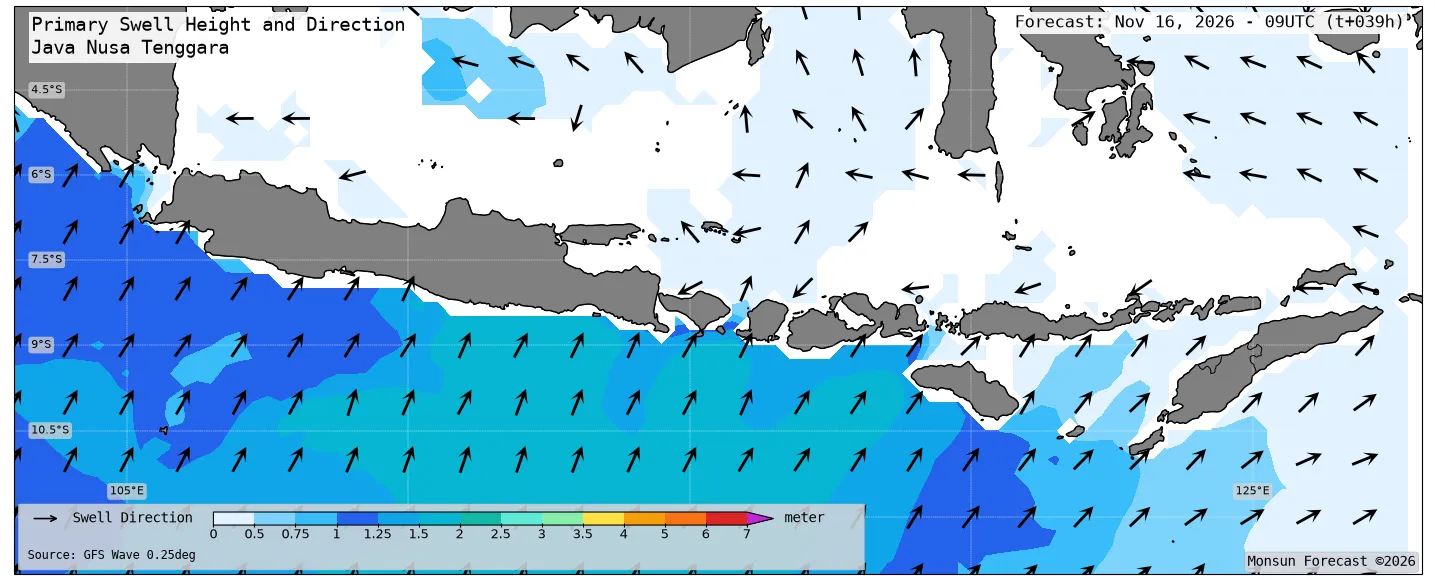 Primary Swell Height and Direction
Java Nusa Tenggara
Forecast: Nov 16, 2026 - 09UTC (t+039h)
4.5°S
6°S
7.5°S
9°S
10.5°S
105°E
125°E
Swell Direction
0 0.5 0.75 1 1.25 1.5 2 2.5 3 3.5 4 5 6 7
meter
Source: GFS Wave 0.25deg
Monsun Forecast ©2026